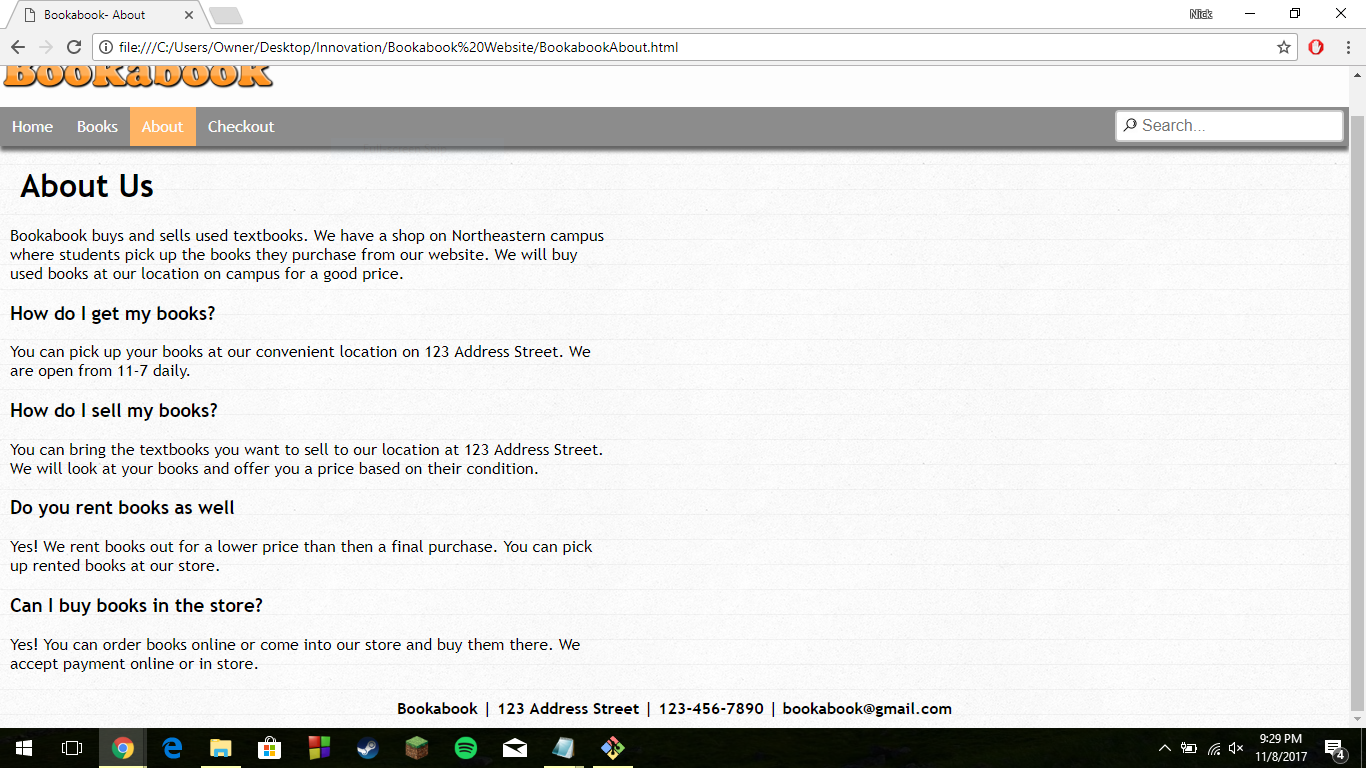 Bookabook- About
Nick
file:///C:/Users/Owner/Desktop/Innovation/Bookabook%20Website/BookabookAbout.html
Bookabook
Home Books About Checkout Search...
About Us
Bookabook buys and sells used textbooks. We have a shop on Northeastern campus
where students pick up the books they purchase from our website. We will buy
used books at our location on campus for a good price.
How do I get my books?
You can pick up your books at our convenient location on 123 Address Street. We
are open from 11-7 daily.
How do I sell my books?
You can bring the textbooks you want to sell to our location at 123 Address Street.
We will look at your books and offer you a price based on their condition.
Do you rent books as well
Yes! We rent books out for a lower price than then a final purchase. You can pick
up rented books at our store.
Can I buy books in the store?
Yes! You can order books online or come into our store and buy them there. We
accept payment online or in store.
Bookabook | 123 Address Street | 123-456-7890 | bookabook@gmail.com
9:29 PM
11/8/2017
4